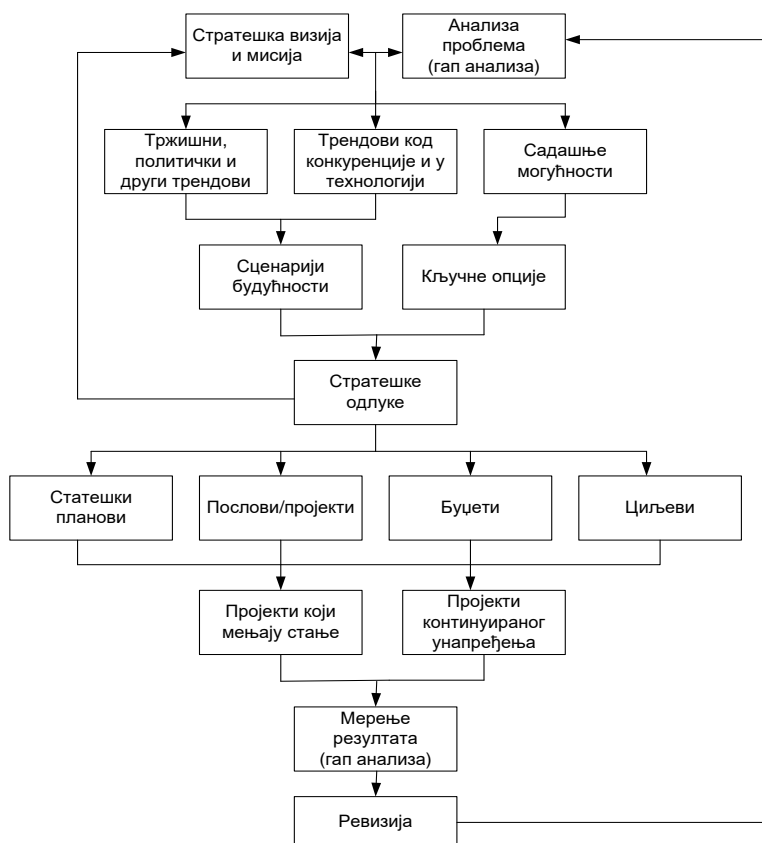 Стратешка визија
и мисија
Анализа
проблема
(гап анализа)
Тржишни,
политички и
други трендови
Трендови код
конкуренције и у
технологији
Садашње
могућности
Сценарији
будућности
Кључне опције
Стратешке
одлуке
Статешки
планови
Послови/пројекти
Буџети
Циљеви
Пројекти који
мењају стање
Пројекти
континуираног
унапређења
Мерење
резултата
(гап анализа)
Ревизија